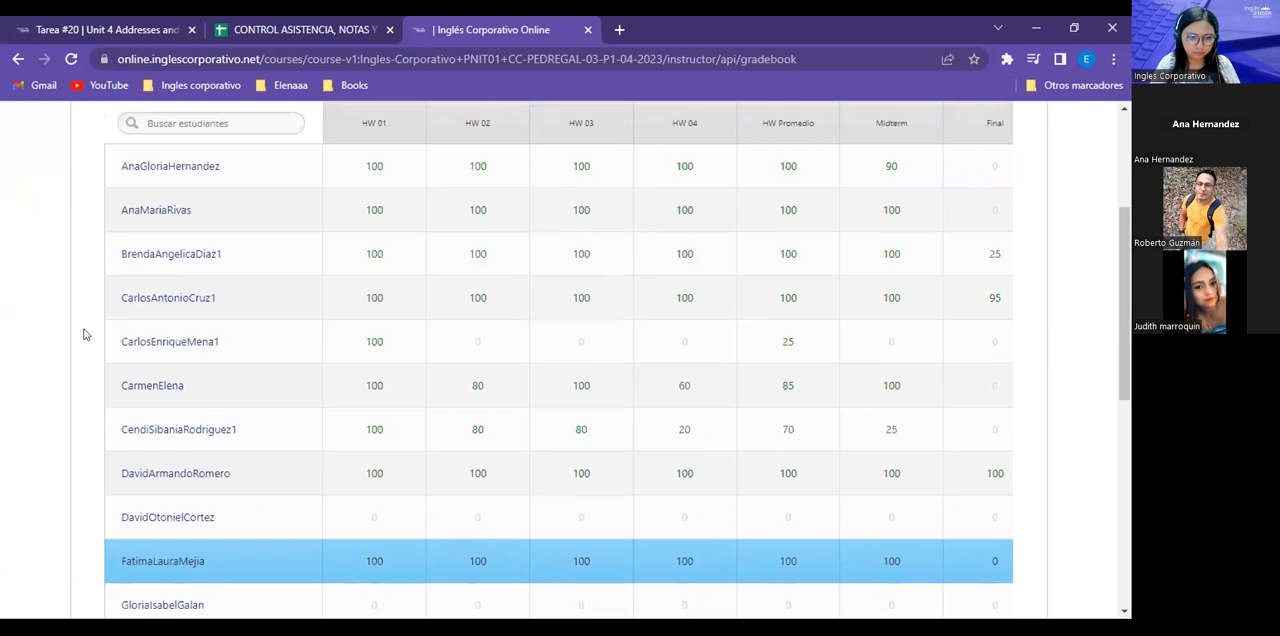 Tarea #20 | Unit 4 Addresses and
CONTROL ASISTENCIA, NOTAS Y
| Inglés Corporativo Online
online.inglescorporativo.net/courses/course-v1:Ingles-Corporativo+PNIT01+CC-PEDREGAL-03-P1-04-2023/instructor/api/gradebook
E
Gmail
YouTube
Ingles corporativo
Elenaaa
Books
Otros marcadores
Buscar estudiantes
HW 01 HW 02 HW 03 HW 04 HW Promedio Midterm Final
AnaGloriaHernandez 100 100 100 100 100 90 0
AnaMariaRivas 100 100 100 100 100 100 0
BrendaAngelicaDiaz1 100 100 100 100 100 100 25
CarlosAntonioCruz1 100 100 100 100 100 100 95
CarlosEnriqueMena1 100 0 0 0 25 0 0
CarmenElena 100 80 100 60 85 100 0
CendiSibaniaRodriguez1 100 80 80 20 70 25 0
DavidArmandoRomero 100 100 100 100 100 100 100
DavidOtonielCortez 0 0 0 0 0 0 0
FatimaLauraMejia 100 100 100 100 100 100 0
GloriaIsabelGalan 0 0 0 0 0 0 0
Ingles Corporativo
Ana Hernandez
Ana Hernandez
Roberto Guzmán
Judith marroquin